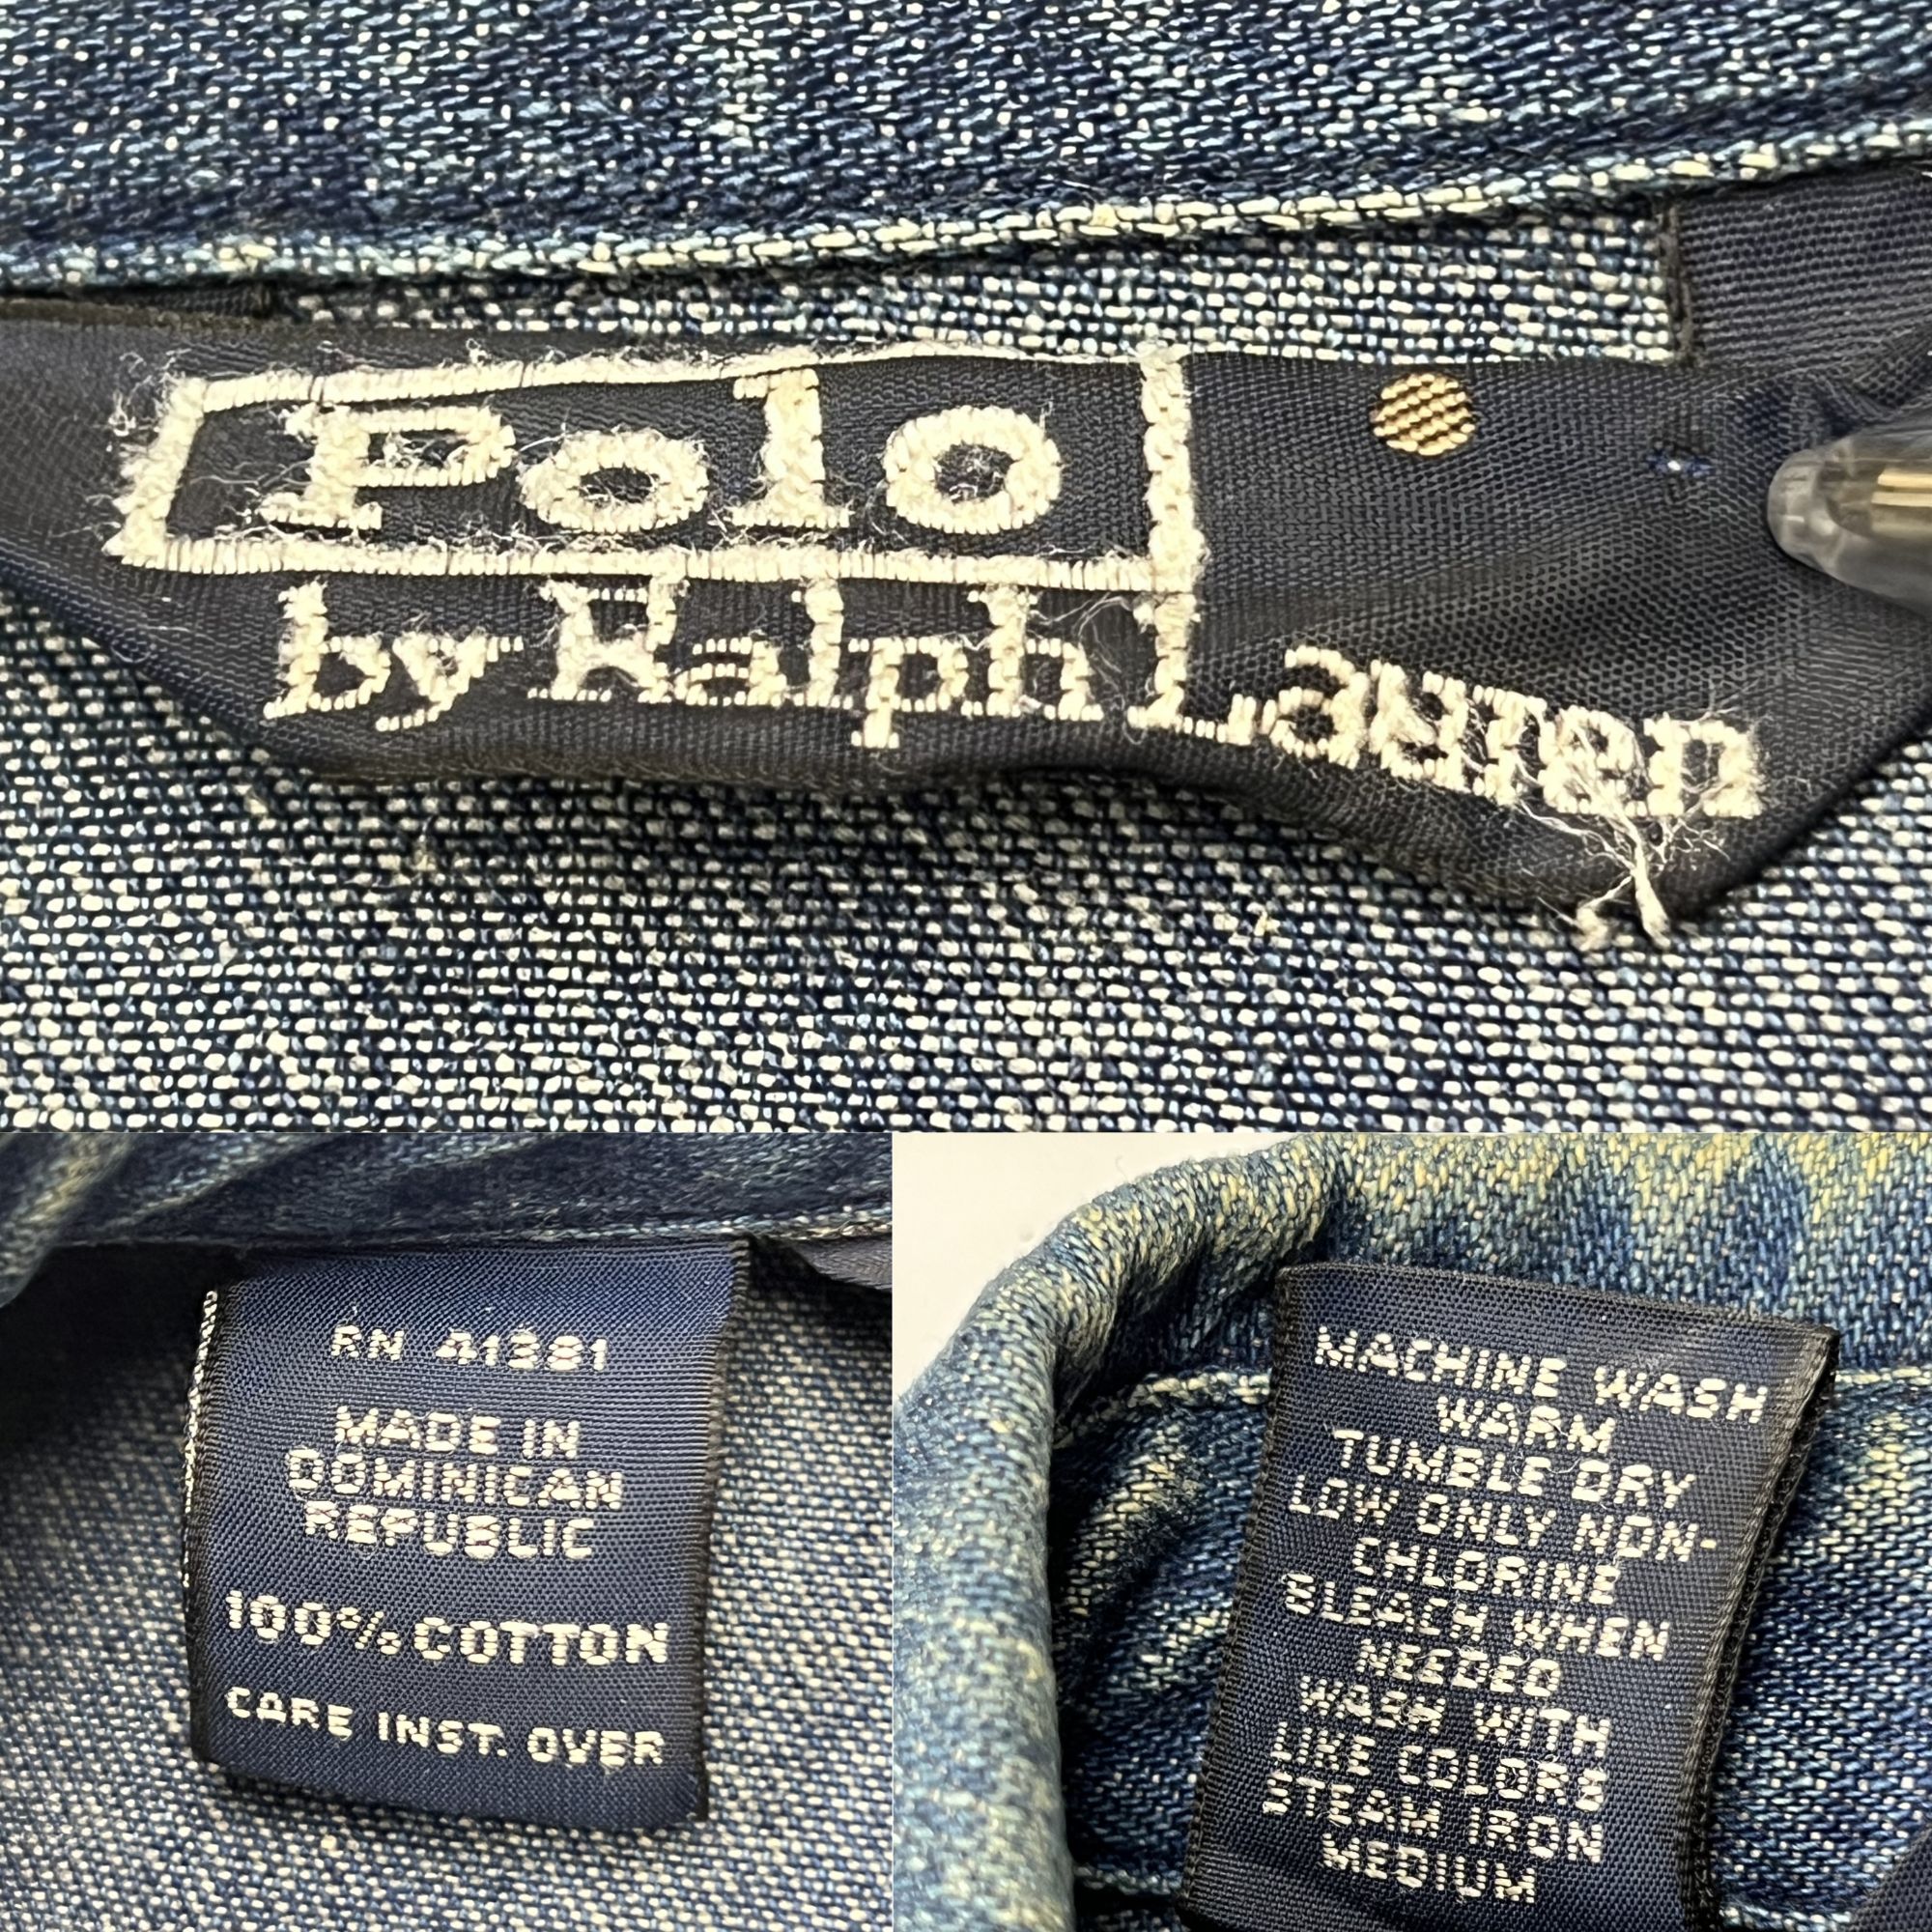 Polo
by Ralph Lauren
RN 41381
MADE IN
DOMINICAN
REPUBLIC
100% COTTON
CARE INST. OVER
MACHINE WASH
WARM
TUMBLE DRY
LOW ONLY NON-
CHLORINE
BLEACH WHEN
NEEDED
WASH WITH
LIKE COLORS
STEAM IRON
MEDIUM